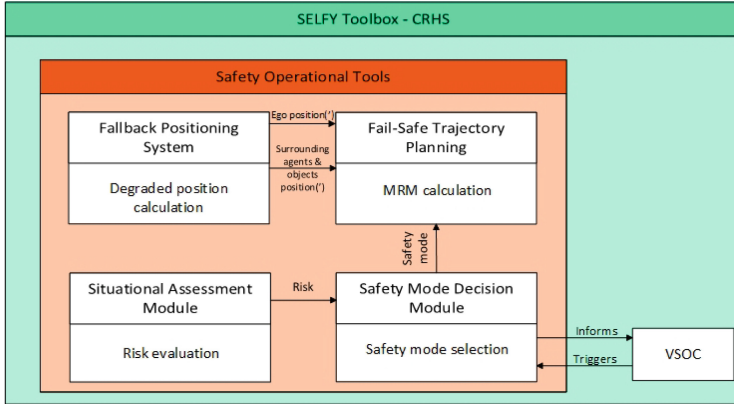 SELFY Toolbox - CRHS
Safety Operational Tools
Fallback Positioning
System
Degraded position
calculation
Ego position(')
Surrounding
agents &
objects
position(')
Fail-Safe Trajectory
Planning
MRM calculation
Safety
mode
Situational Assessment
Module
Risk evaluation
Risk
Safety Mode Decision
Module
Safety mode selection
Informs
Triggers
VSOC